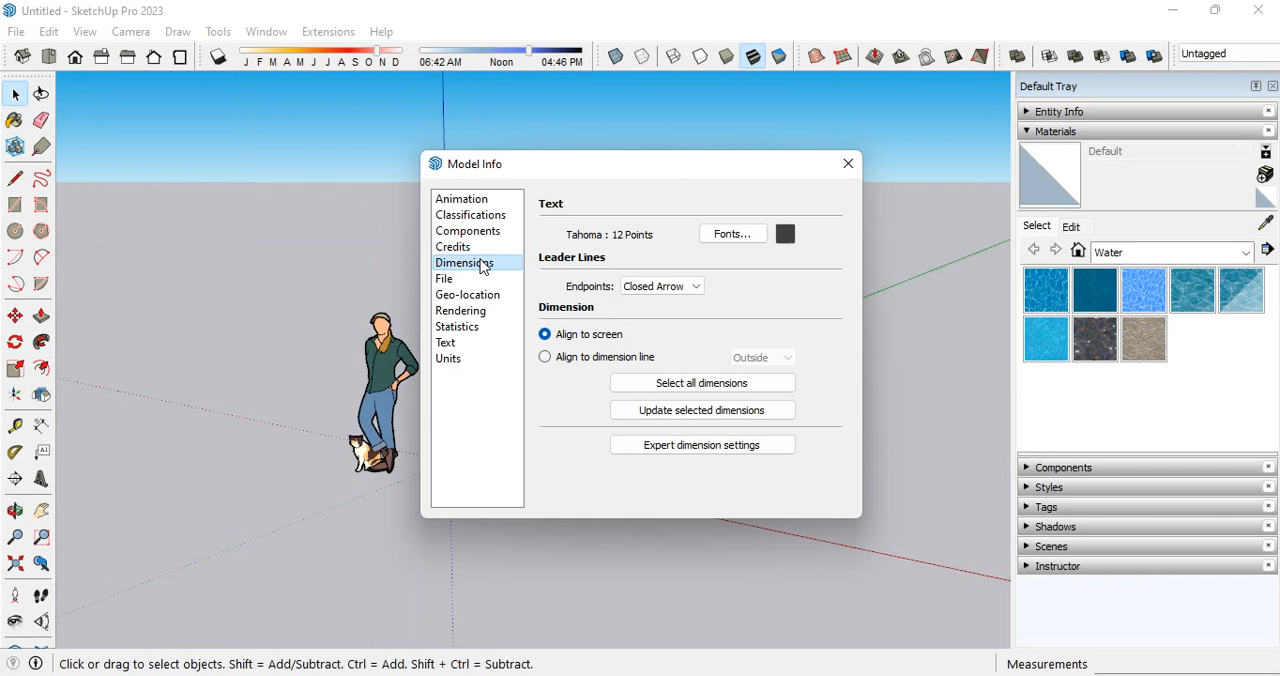 Untitled - SketchUp Pro 2023
File Edit View Camera Draw Tools Window Extensions Help
J F M A M J J A S O N D 06:42 AM Noon 04:46 PM Untagged
Default Tray
Entity Info
Materials
Default
Select Edit
Water
Components
Styles
Tags
Shadows
Scenes
Instructor
Model Info
Animation
Classifications
Components
Credits
Dimensions
File
Geo-location
Rendering
Statistics
Text
Units
Text
Tahoma : 12 Points Fonts...
Leader Lines
Endpoints: Closed Arrow
Dimension
Align to screen
Align to dimension line Outside
Select all dimensions
Update selected dimensions
Expert dimension settings
A1
Click or drag to select objects. Shift = Add/Subtract. Ctrl = Add. Shift + Ctrl = Subtract.
Measurements